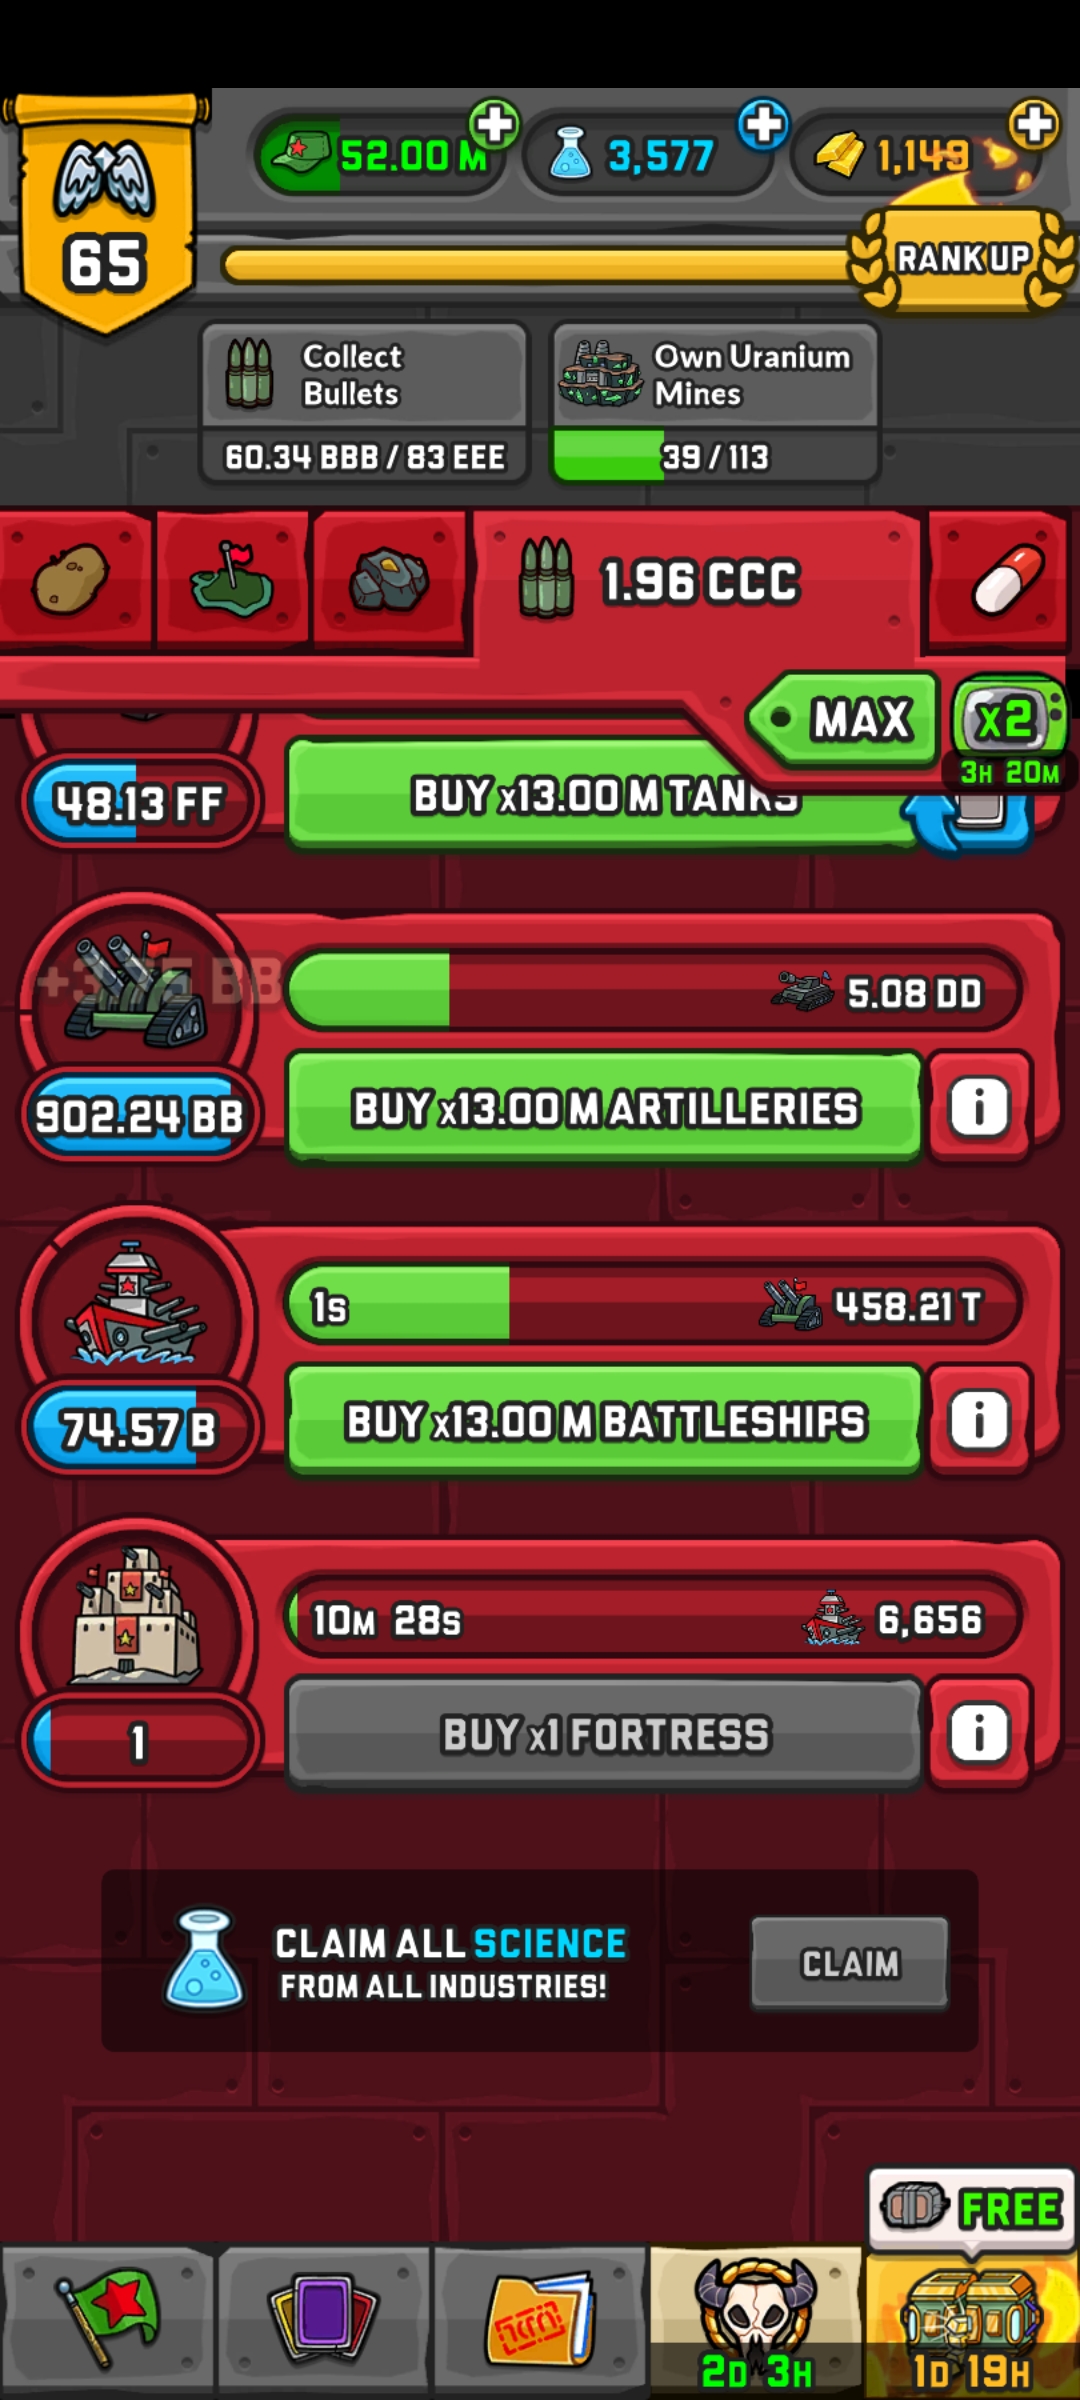 52.00 M
3,577
1,149
65
RANK UP
Collect
Bullets
60.34 BBB / 83 EEE
Own Uranium
Mines
39 / 113
1.96 CCC
MAX
x2
3H 20M
48.13 FF
BUY x13.00 M TANKS
5.08 DD
902.24 BB
BUY x13.00 M ARTILLERIES
i
1s
458.21 T
74.57 B
BUY x13.00 M BATTLESHIPS
i
10M 28s
6,656
1
BUY x1 FORTRESS
i
CLAIM ALL SCIENCE
FROM ALL INDUSTRIES!
CLAIM
FREE
2D 3H
1D 19H